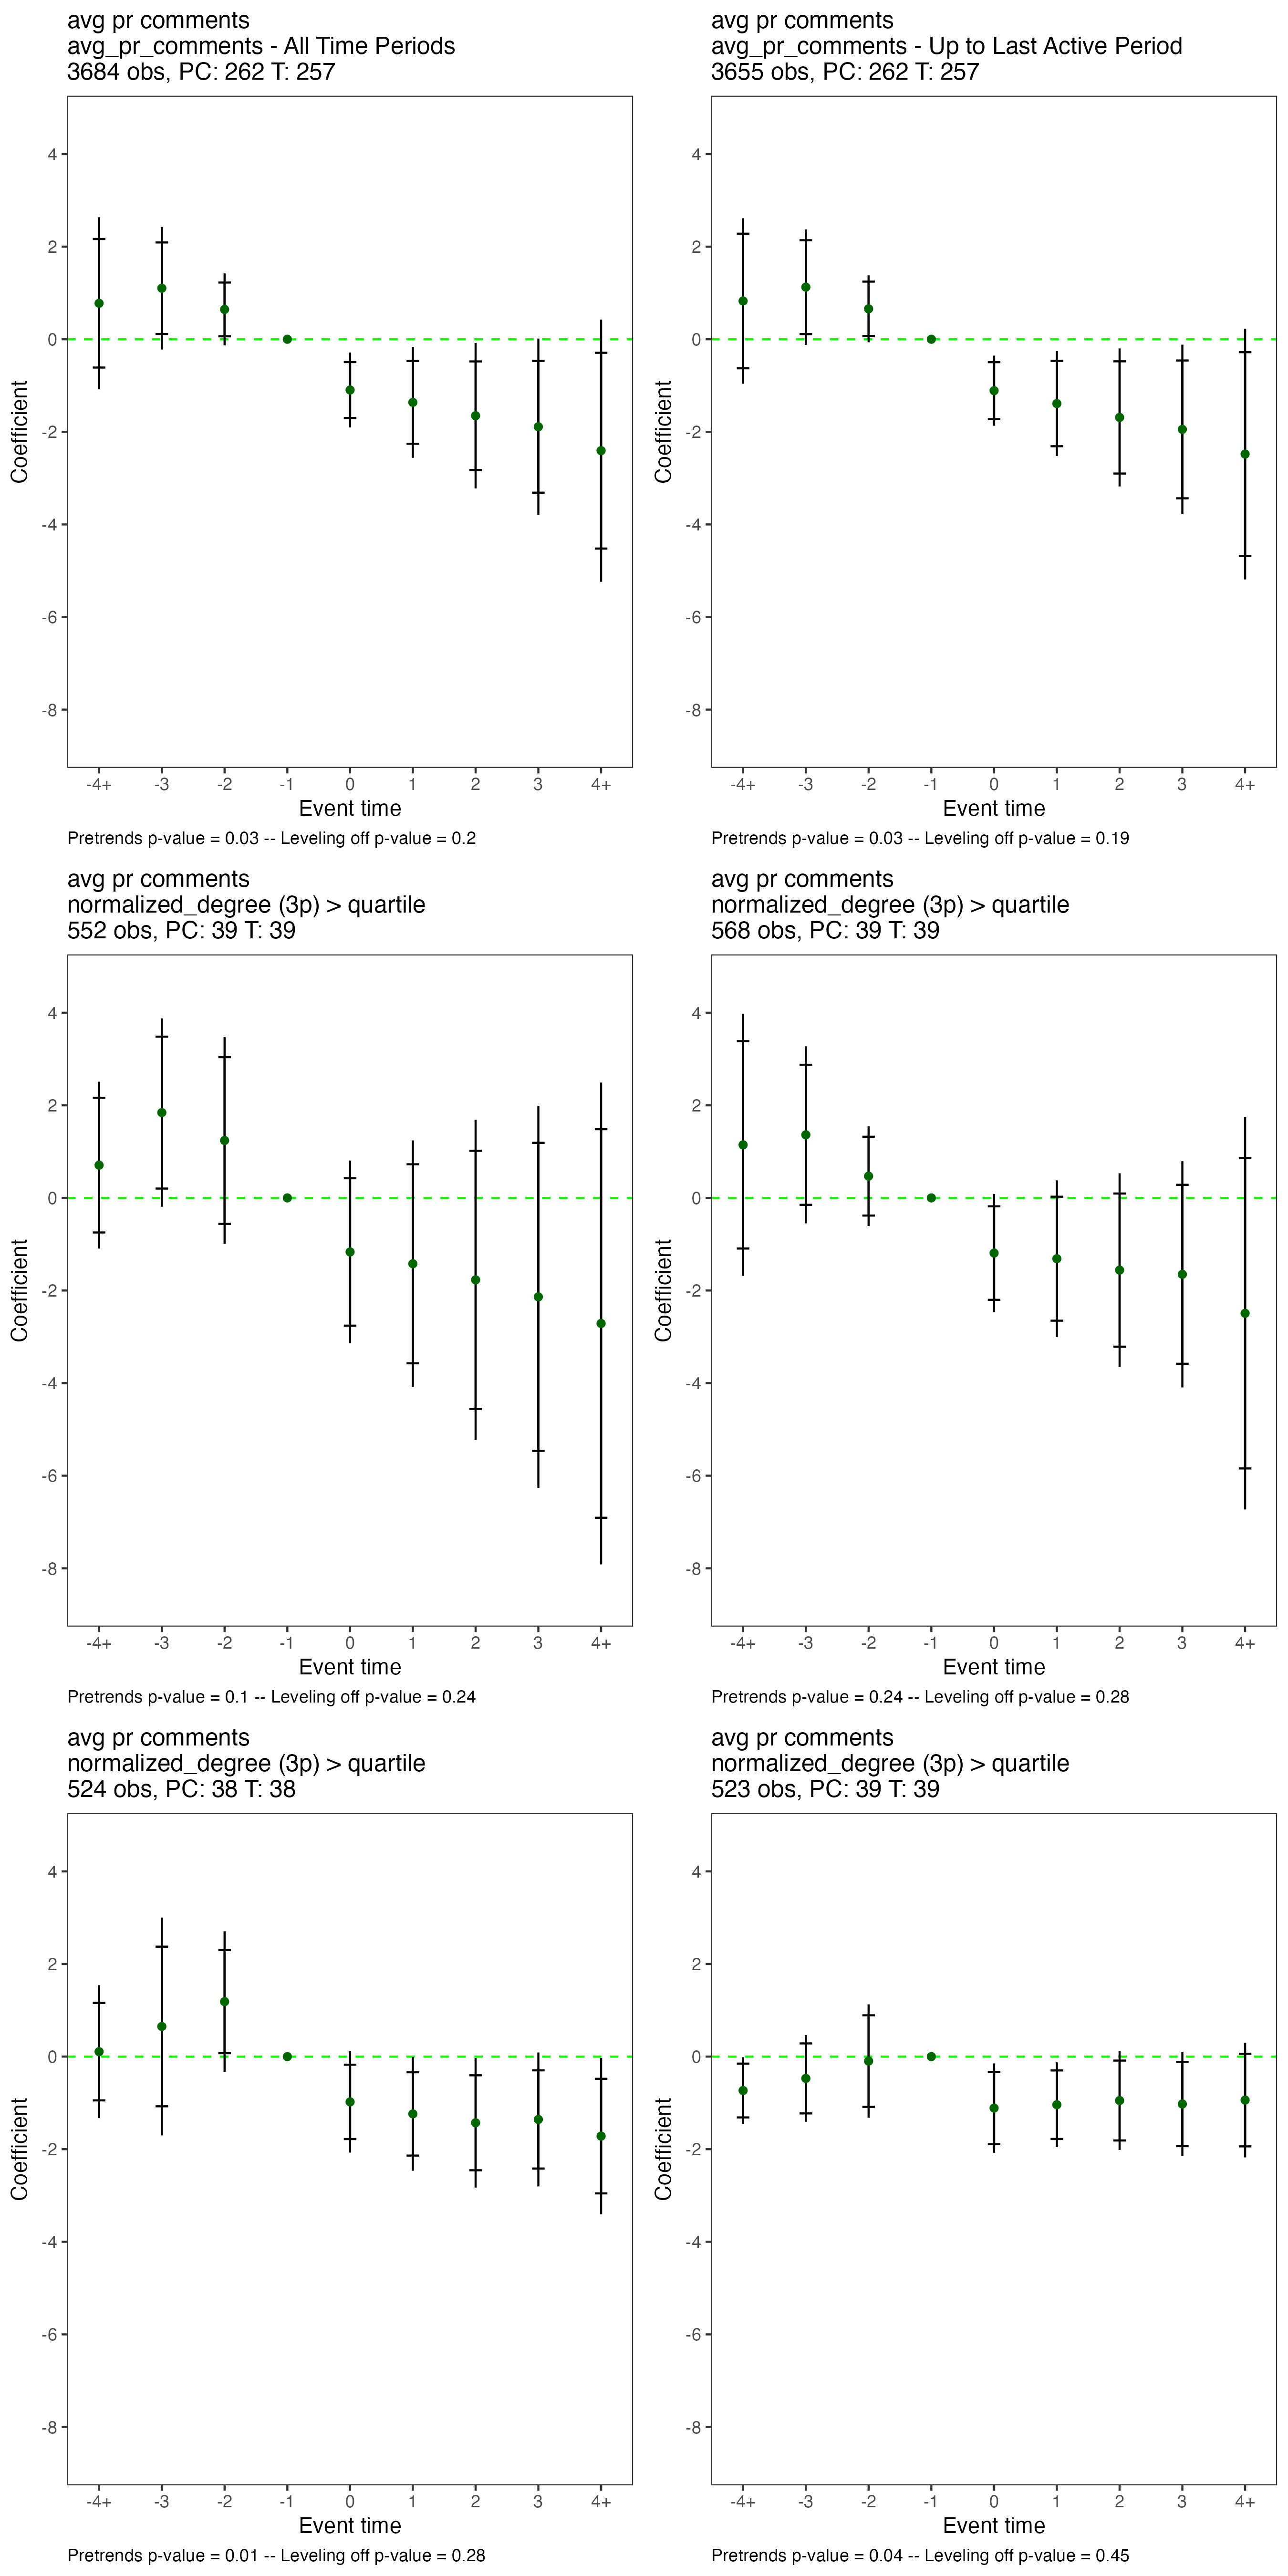 avg pr comments
avg_pr_comments - All Time Periods
3684 obs, PC: 262 T: 257
4
2
0
-2
-4
-6
-8
Coefficient
-4+ -3 -2 -1 0 1 2 3 4+
Event time
Pretrends p-value = 0.03 -- Leveling off p-value = 0.2
avg pr comments
avg_pr_comments - Up to Last Active Period
3655 obs, PC: 262 T: 257
4
2
0
-2
-4
-6
-8
Coefficient
-4+ -3 -2 -1 0 1 2 3 4+
Event time
Pretrends p-value = 0.03 -- Leveling off p-value = 0.19
avg pr comments
normalized_degree (3p) > quartile
552 obs, PC: 39 T: 39
4
2
0
-2
-4
-6
-8
Coefficient
-4+ -3 -2 -1 0 1 2 3 4+
Event time
Pretrends p-value = 0.1 -- Leveling off p-value = 0.24
avg pr comments
normalized_degree (3p) > quartile
568 obs, PC: 39 T: 39
4
2
0
-2
-4
-6
-8
Coefficient
-4+ -3 -2 -1 0 1 2 3 4+
Event time
Pretrends p-value = 0.24 -- Leveling off p-value = 0.28
avg pr comments
normalized_degree (3p) > quartile
524 obs, PC: 38 T: 38
4
2
0
-2
-4
-6
-8
Coefficient
-4+ -3 -2 -1 0 1 2 3 4+
Event time
Pretrends p-value = 0.01 -- Leveling off p-value = 0.28
avg pr comments
normalized_degree (3p) > quartile
523 obs, PC: 39 T: 39
4
2
0
-2
-4
-6
-8
Coefficient
-4+ -3 -2 -1 0 1 2 3 4+
Event time
Pretrends p-value = 0.04 -- Leveling off p-value = 0.45